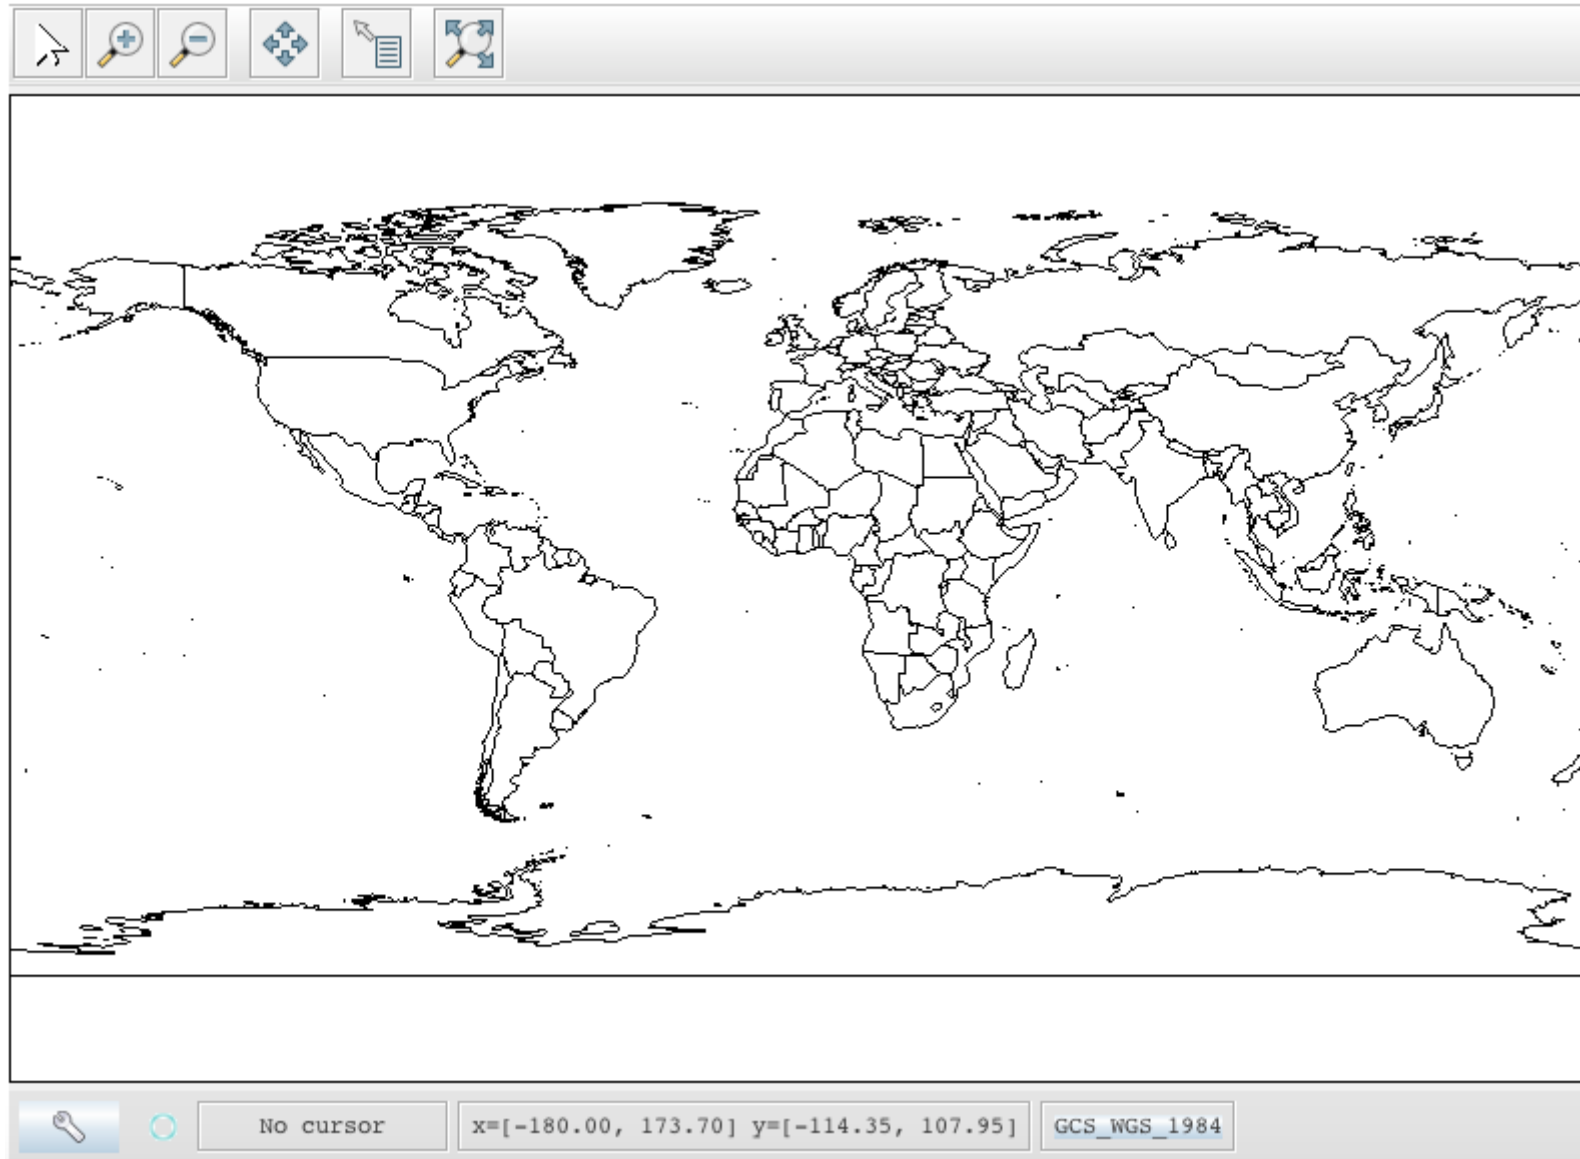 No cursor
x=[-180.00, 173.70] y=[-114.35, 107.95]
GCS_WGS_1984